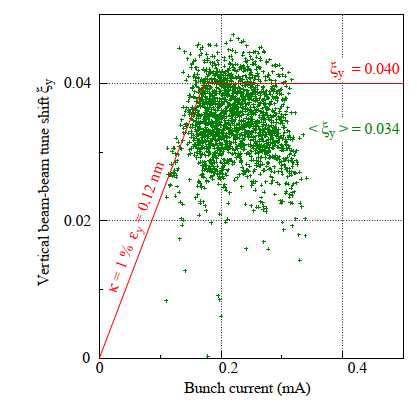 Vertical beam-beam tune shift ξy
0.04
0.02
0
ξy = 0.040
<ξy>=0.034
κ = 1 % εy = 0.12 nm
0
0.2
0.4
Bunch current (mA)